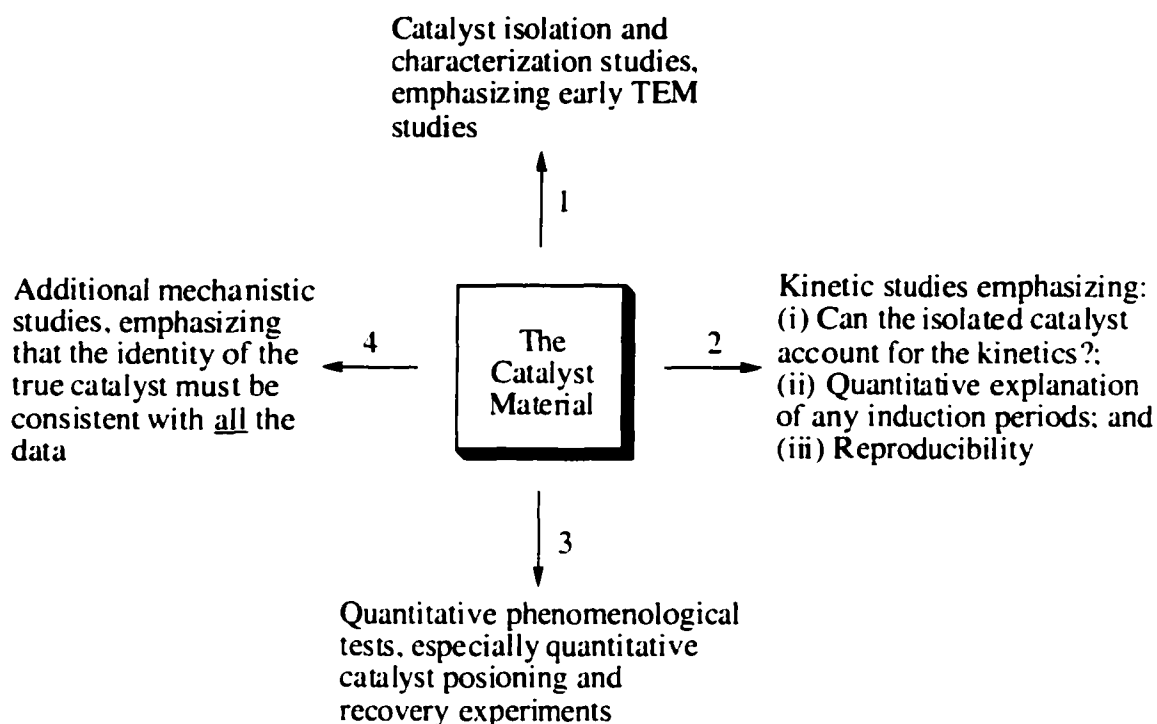 Catalyst isolation and
characterization studies,
emphasizing early TEM
studies
1
Additional mechanistic
studies, emphasizing
that the identity of the
true catalyst must be
consistent with all the
data
4
The
Catalyst
Material
2
Kinetic studies emphasizing:
(i) Can the isolated catalyst
account for the kinetics?;
(ii) Quantitative explanation
of any induction periods; and
(iii) Reproducibility
3
Quantitative phenomenological
tests, especially quantitative
catalyst posioning and
recovery experiments